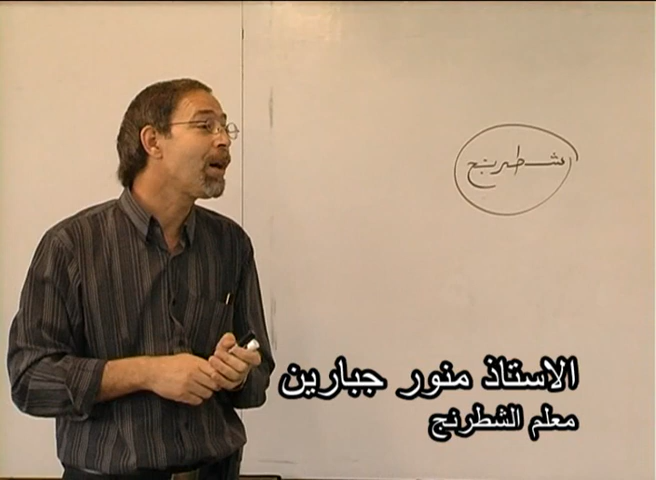 شطرنج
الاستاذ منور جبارين
معلم الشطرنج